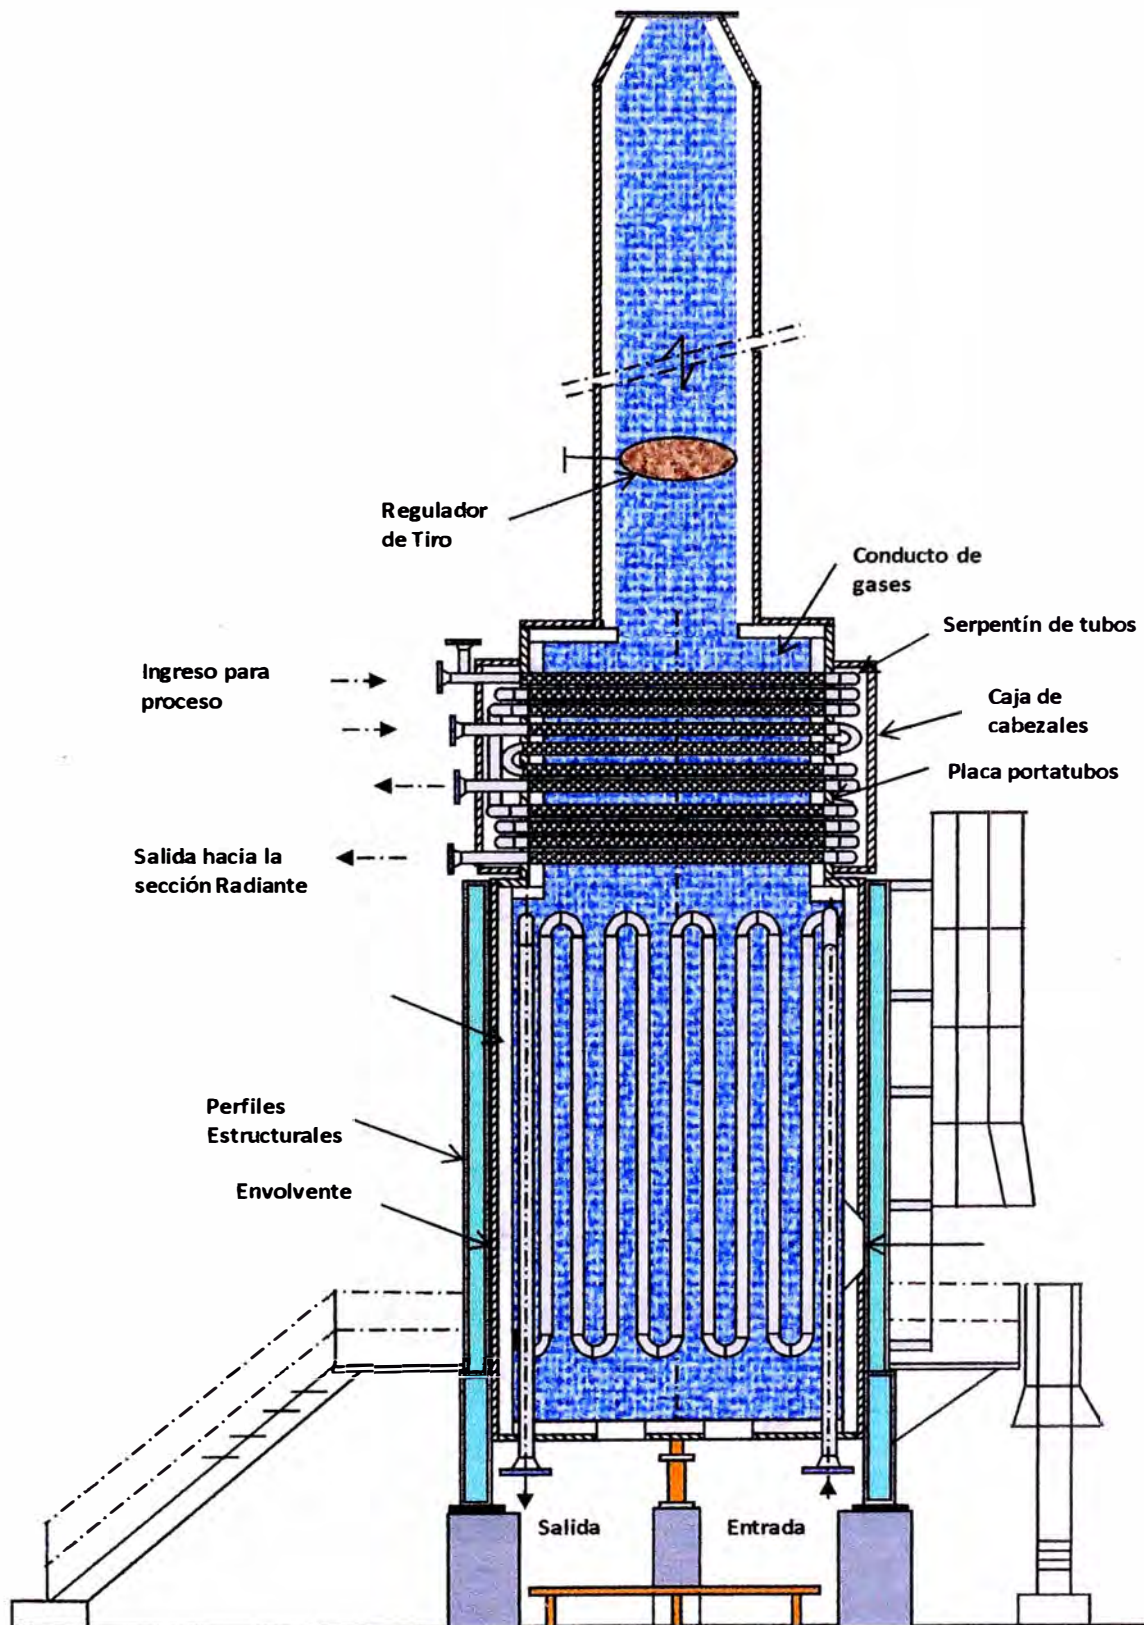 Regulador
de Tiro
Conducto de
gases
Serpentín de tubos
Ingreso para
proceso
Caja de
cabezales
Placa portatubos
Salida hacia la
sección Radiante
Perfiles
Estructurales
Envolvente
Salida
Entrada